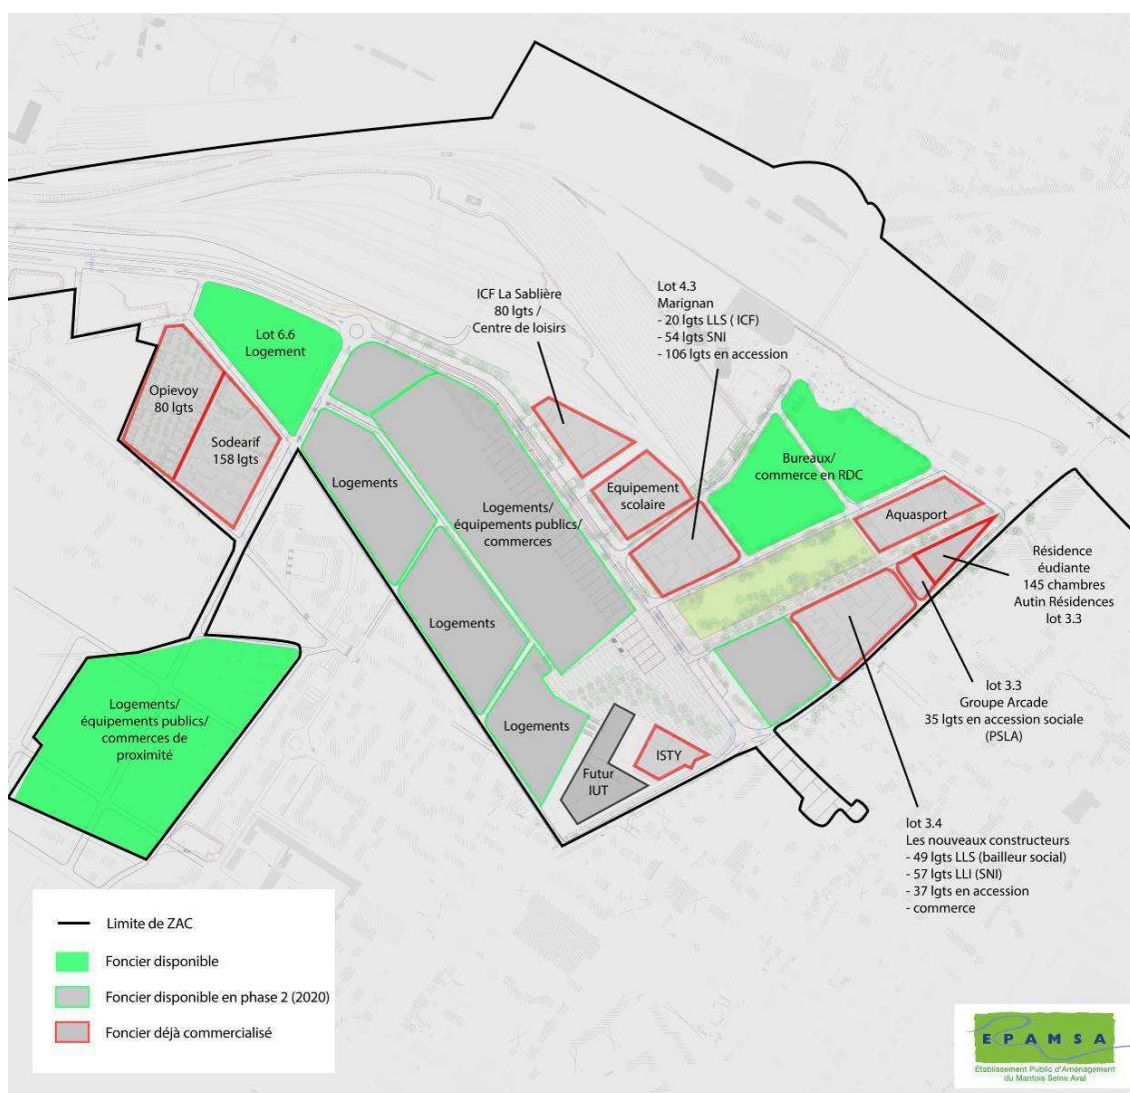 ICF La Sablière
80 lgts /
Centre de loisirs
Lot 4.3
Marignan
- 20 lgts LLS ( ICF)
- 54 lgts SNI
- 106 lgts en accession
Lot 6.6
Logement
Opievoy
80 lgts
Sodearif
158 lgts
Logements
Logements/
équipements publics/
commerces
Equipement
scolaire
Bureaux/
commerce en RDC
Aquasport
Résidence
éudiante
145 chambres
Autin Résidences
lot 3.3
Logements
lot 3.3
Groupe Arcade
35 lgts en accession sociale
(PSLA)
Logements/
équipements publics/
commerces de
proximité
Logements
Futur
IUT
ISTY
lot 3.4
Les nouveaux constructeurs
- 49 lgts LLS (bailleur social)
- 57 lgts LLI (SNI)
- 37 lgts en accession
- commerce
Limite de ZAC
Foncier disponible
Foncier disponible en phase 2 (2020)
Foncier déjà commercialisé
EPAMSA
Etablissement Public d'Aménagement
du Mantois Seine Aval